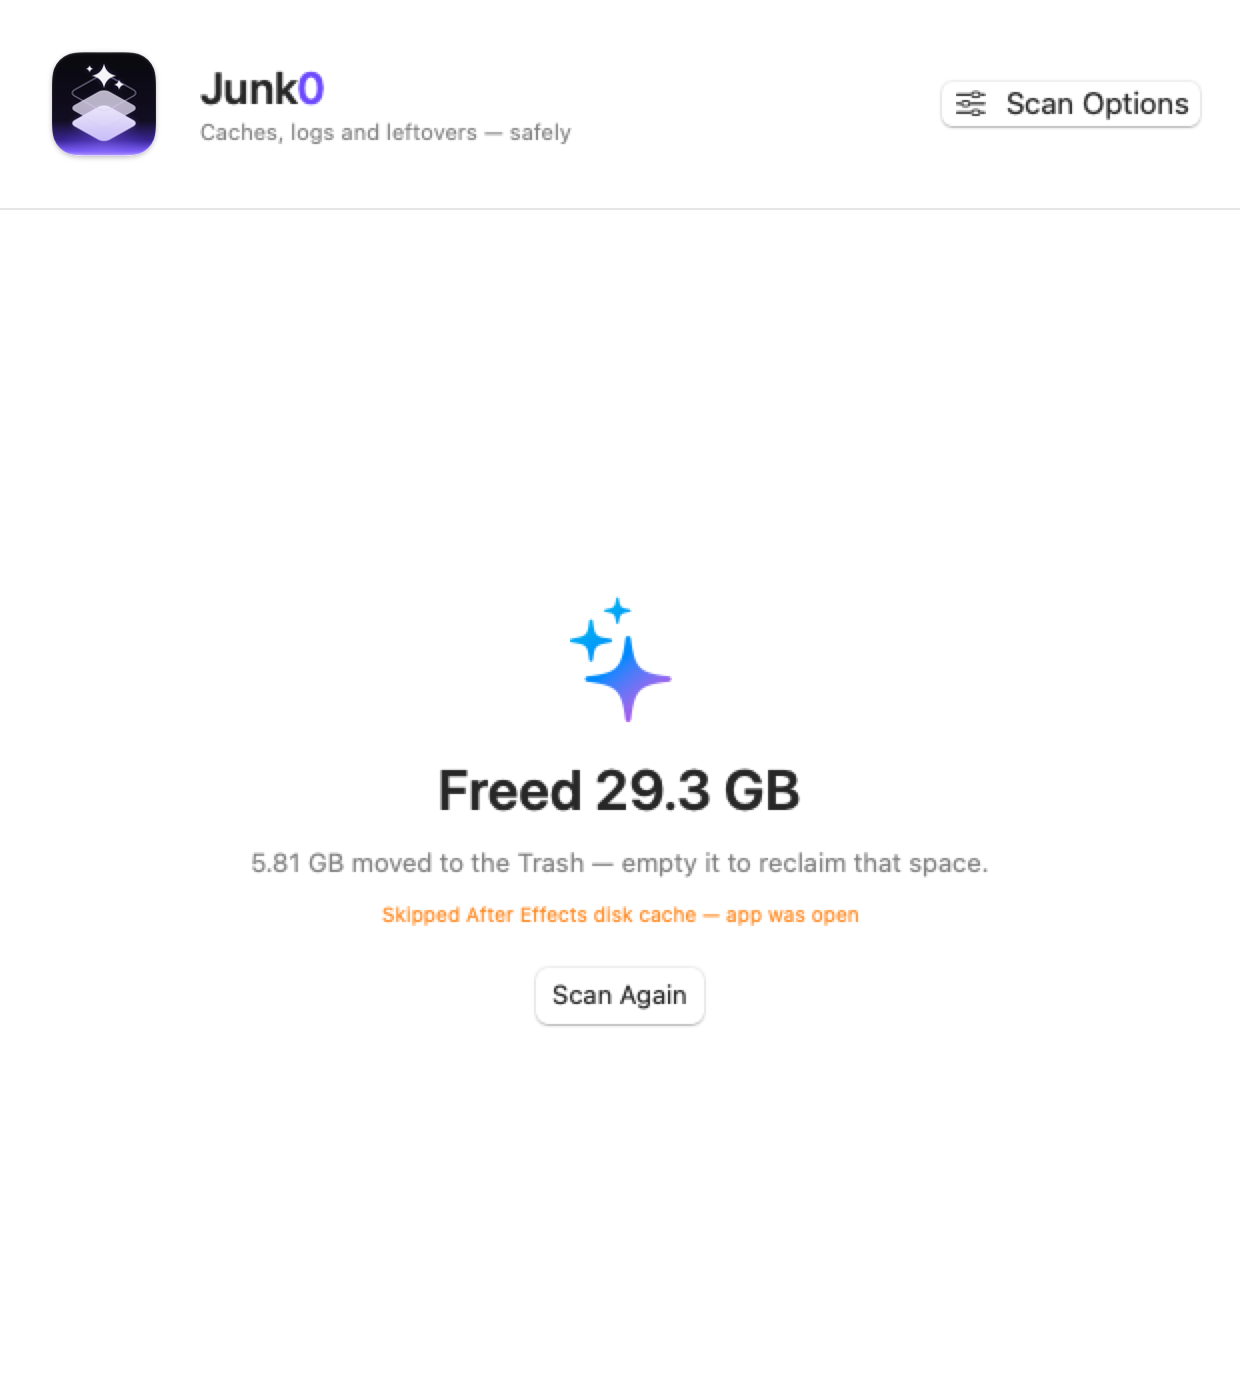 Junk0
Caches, logs and leftovers — safely
Scan Options
Freed 29.3 GB
5.81 GB moved to the Trash — empty it to reclaim that space.
Skipped After Effects disk cache — app was open
Scan Again